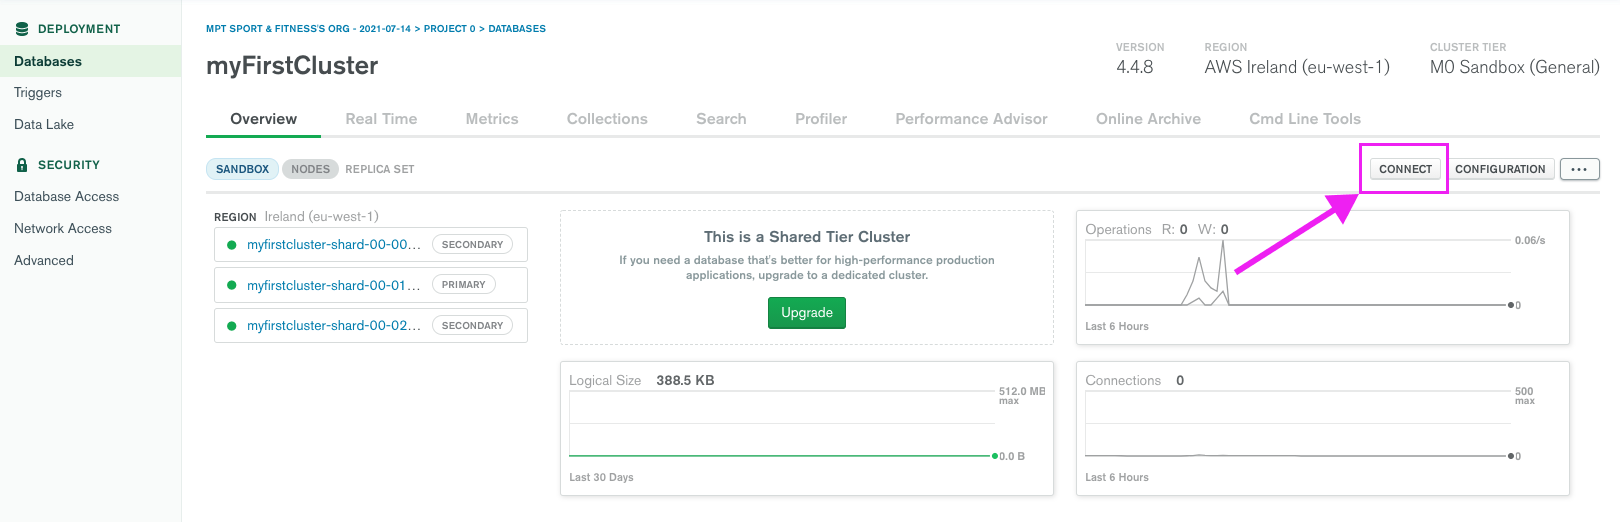 DEPLOYMENT
Databases
Triggers
Data Lake
SECURITY
Database Access
Network Access
Advanced
MPT SPORT & FITNESS'S ORG - 2021-07-14 > PROJECT 0 > DATABASES
myFirstCluster
VERSION
4.4.8
REGION
AWS Ireland (eu-west-1)
CLUSTER TIER
M0 Sandbox (General)
Overview Real Time Metrics Collections Search Profiler Performance Advisor Online Archive Cmd Line Tools
SANDBOX NODES REPLICA SET
CONNECT CONFIGURATION ...
REGION Ireland (eu-west-1)
myfirstcluster-shard-00-00... SECONDARY
myfirstcluster-shard-00-01... PRIMARY
myfirstcluster-shard-00-02... SECONDARY
This is a Shared Tier Cluster
If you need a database that's better for high-performance production
applications, upgrade to a dedicated cluster.
Upgrade
Operations R: 0 W: 0
0.06/s
0
Last 6 Hours
Logical Size 388.5 KB
512.0 MB
max
0.0 B
Last 30 Days
Connections 0
500
max
0
Last 6 Hours